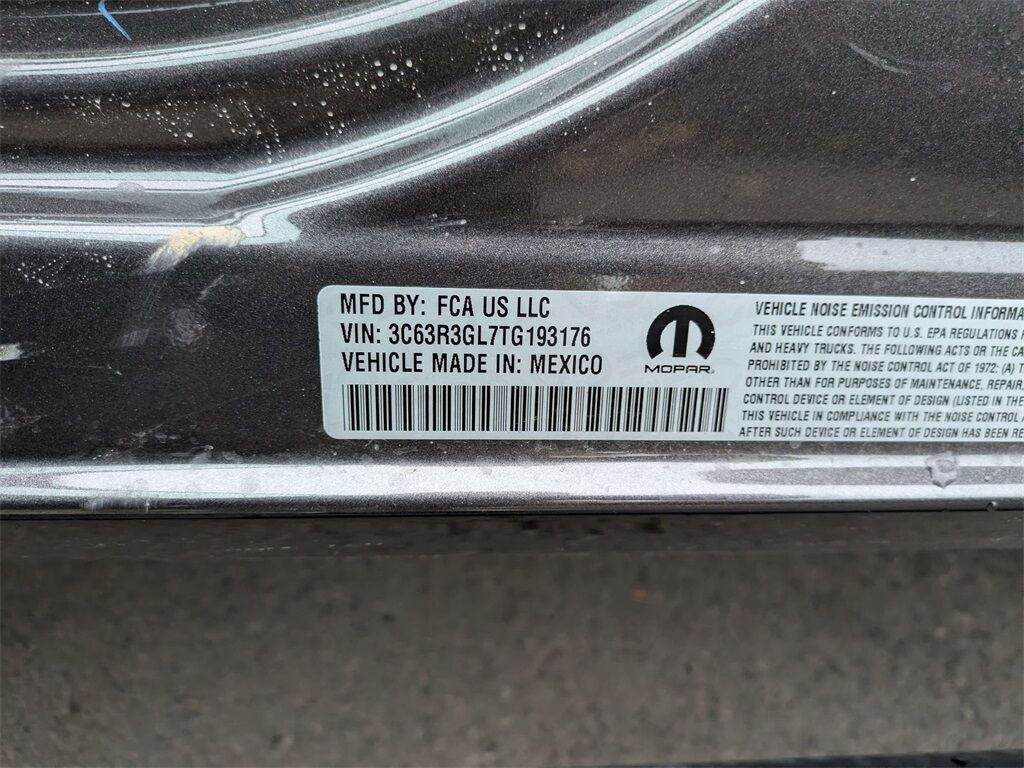 MFD BY: FCA US LLC
VIN: 3C63R3GL7TG193176
VEHICLE MADE IN: MEXICO
MOPAR
VEHICLE NOISE EMISSION CONTROL
THIS VEHICLE CONFORMS TO U.S. EPA REGULATIONS
AND HEAVY TRUCKS. THE FOLLOWING ACTS OR THE
PROHIBITED BY THE NOISE CONTROL ACT OF 1972: (A)
OTHER THAN FOR PURPOSES OF MAINTENANCE, REPAIR,
CONTROL DEVICE OR ELEMENT OF DESIGN (LISTED IN THE
THIS VEHICLE IN COMPLIANCE WITH THE NOISE CONTROL
AFTER SUCH DEVICE OR ELEMENT OF DESIGN HAS BEEN